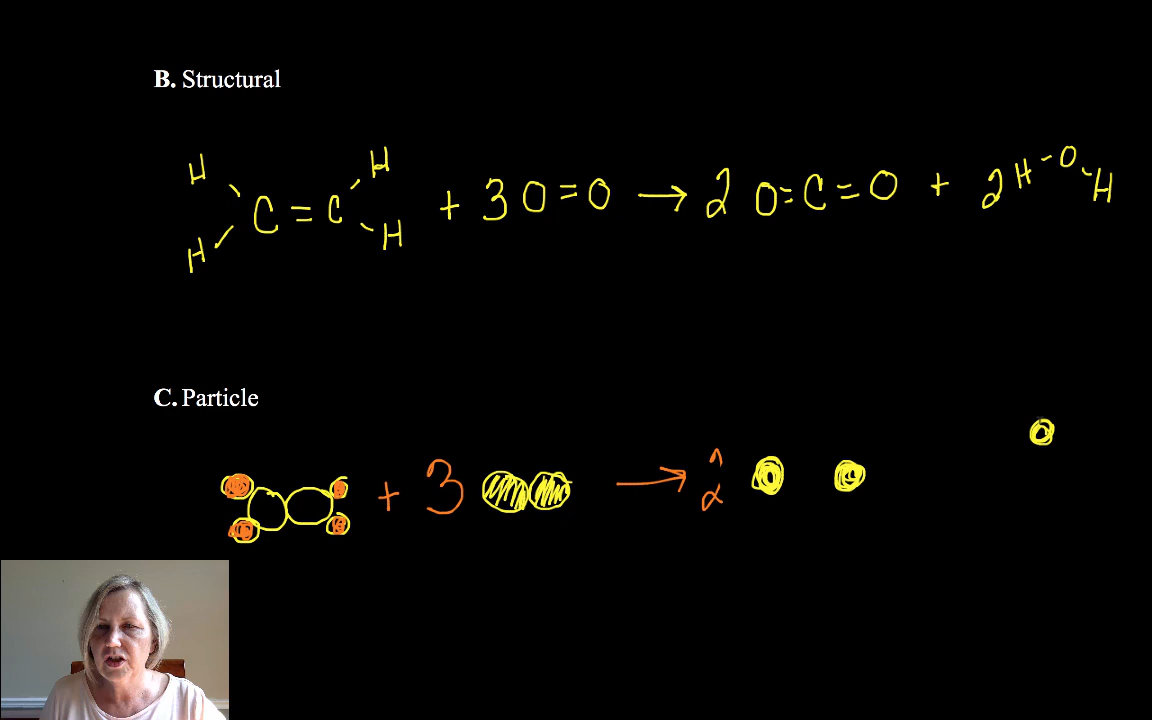 B. Structural
H H
C = C + 3 O = O → 2 O = C = O + 2 H - O - H
H H
C. Particle
+ 3 → 2